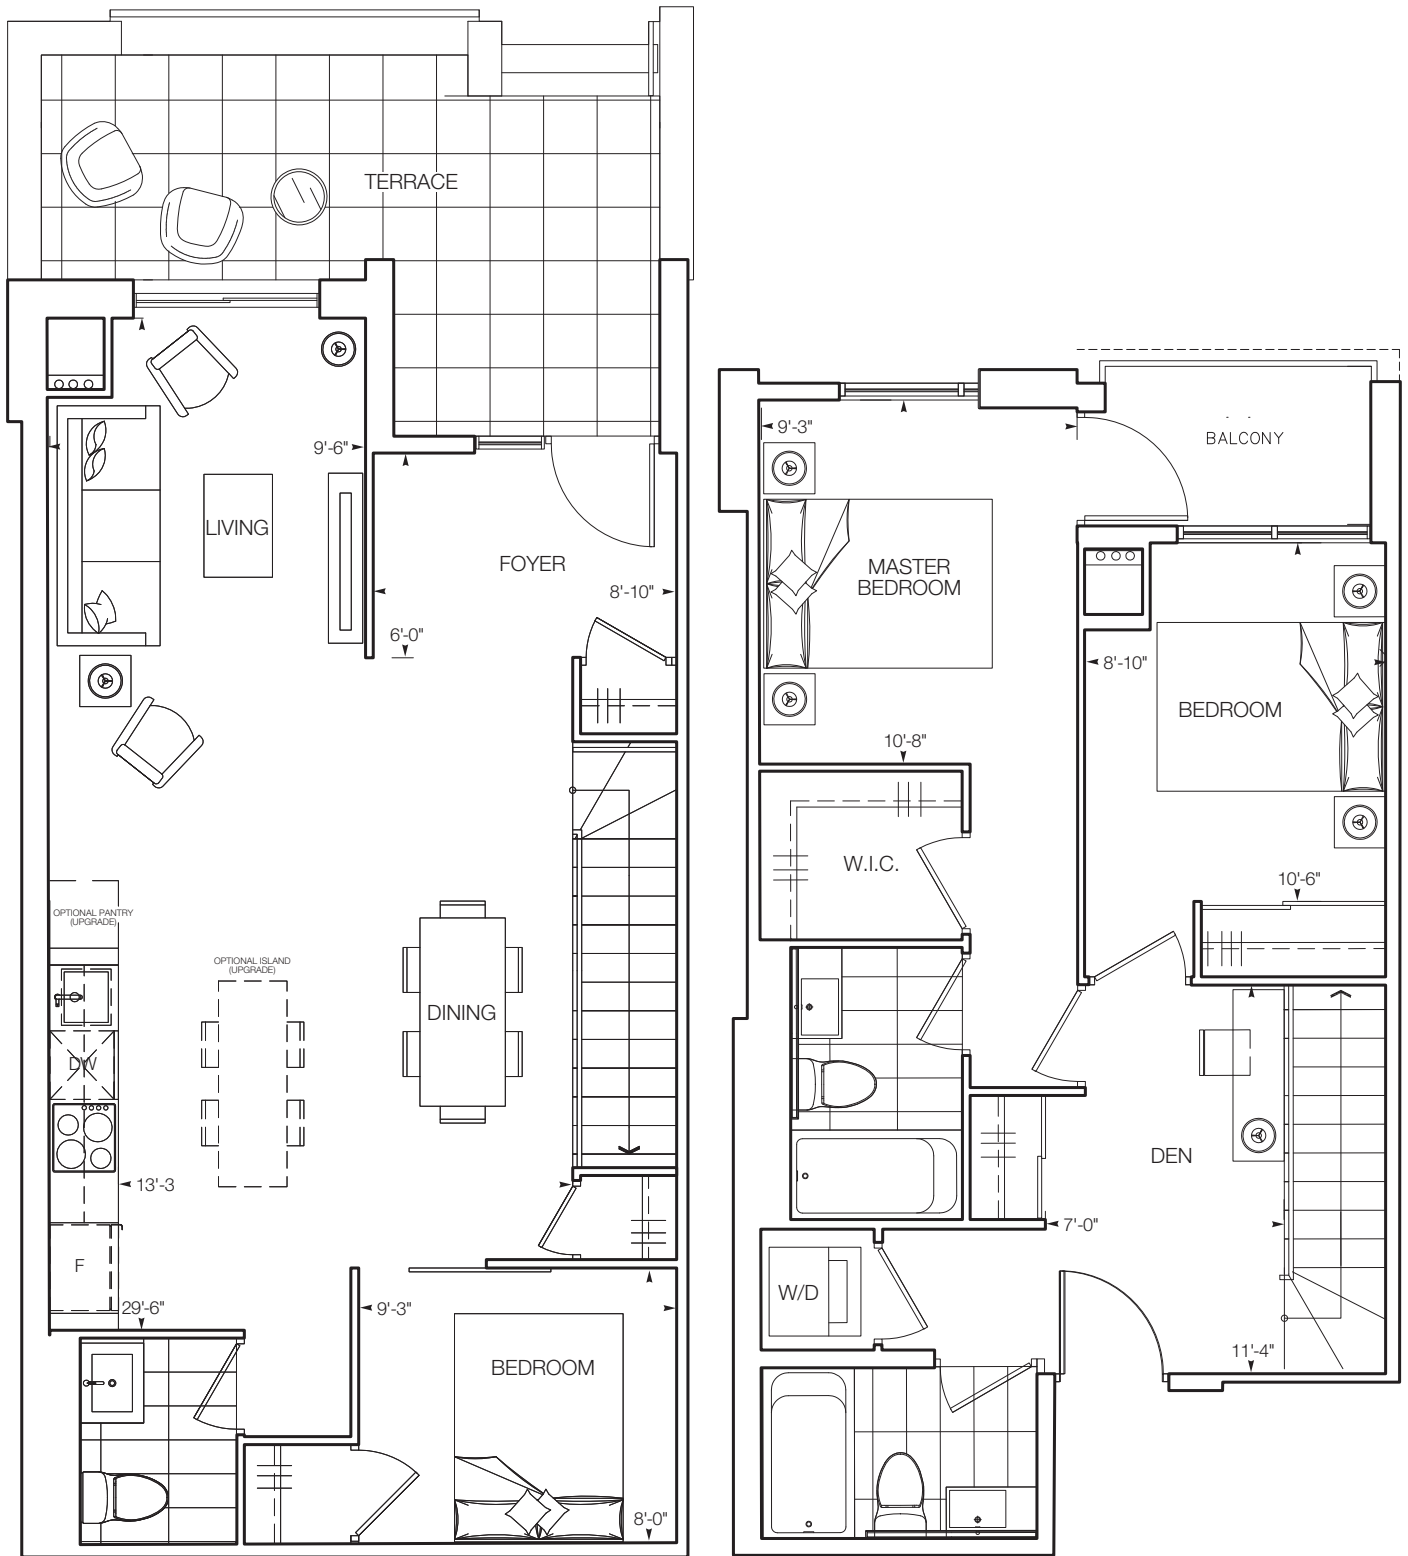 TERRACE
9'-6"
LIVING
FOYER
8'-10"
6'-0"
OPTIONAL PANTRY
(UPGRADE)
OPTIONAL ISLAND
(UPGRADE)
DINING
DW
13'-3
F
29'-6"
9'-3"
BEDROOM
8'-0"
9'-3"
BALCONY
MASTER
BEDROOM
8'-10"
BEDROOM
10'-8"
W.I.C.
10'-6"
DEN
7'-0"
W/D
11'-4"